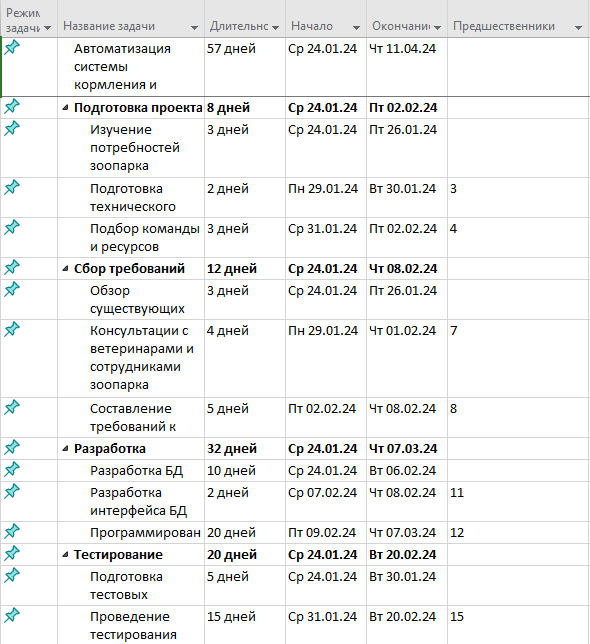 Режим Название задачи Длительнс Начало Окончание Предшественники
задачи
Автоматизация 57 дней Ср 24.01.24 Чт 11.04.24
системы
кормления и
Подготовка проекта 8 дней Ср 24.01.24 Пт 02.02.24
Изучение 3 дней Ср 24.01.24 Пт 26.01.24
потребностей
зоопарка
Подготовка 2 дней Пн 29.01.24 Вт 30.01.24 3
технического
Подбор команды 3 дней Ср 31.01.24 Пт 02.02.24 4
и ресурсов
Сбор требований 12 дней Ср 24.01.24 Чт 08.02.24
Обзор 3 дней Ср 24.01.24 Пт 26.01.24
существующих
Консультации с 4 дней Пн 29.01.24 Чт 01.02.24 7
ветеринарами и
сотрудниками
зоопарка
Составление 5 дней Пт 02.02.24 Чт 08.02.24 8
требований к
Разработка 32 дней Ср 24.01.24 Чт 07.03.24
Разработка БД 10 дней Ср 24.01.24 Вт 06.02.24
Разработка 2 дней Ср 07.02.24 Чт 08.02.24 11
интерфейса БД
Программирован 20 дней Пт 09.02.24 Чт 07.03.24 12
Тестирование 20 дней Ср 24.01.24 Вт 20.02.24
Подготовка 5 дней Ср 24.01.24 Вт 30.01.24
тестовых
Проведение 15 дней Ср 31.01.24 Вт 20.02.24 15
тестирования